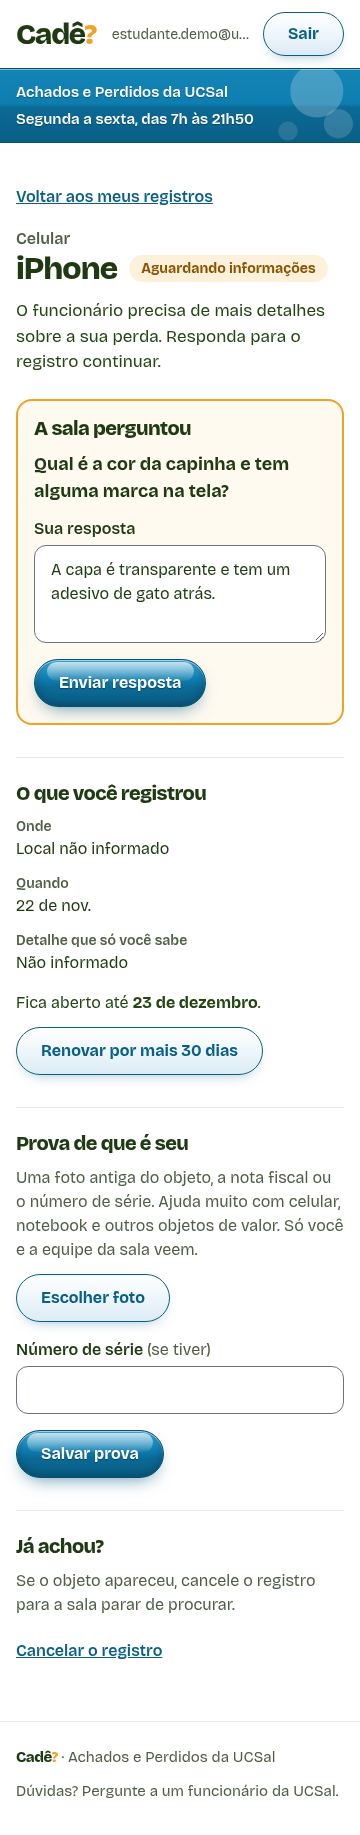 Cadê? estudante.demo@u... Sair
Achados e Perdidos da UCSal
Segunda a sexta, das 7h às 21h50
Voltar aos meus registros
Celular
iPhone Aguardando informações
O funcionário precisa de mais detalhes
sobre a sua perda. Responda para o
registro continuar.
A sala perguntou
Qual é a cor da capinha e tem
alguma marca na tela?
Sua resposta
A capa é transparente e tem um
adesivo de gato atrás.
Enviar resposta
O que você registrou
Onde
Local não informado
Quando
22 de nov.
Detalhe que só você sabe
Não informado
Fica aberto até 23 de dezembro.
Renovar por mais 30 dias
Prova de que é seu
Uma foto antiga do objeto, a nota fiscal ou
o número de série. Ajuda muito com celular,
notebook e outros objetos de valor. Só você
e a equipe da sala veem.
Escolher foto
Número de série (se tiver)
Salvar prova
Já achou?
Se o objeto apareceu, cancele o registro
para a sala parar de procurar.
Cancelar o registro
Cadê? · Achados e Perdidos da UCSal
Dúvidas? Pergunte a um funcionário da UCSal.